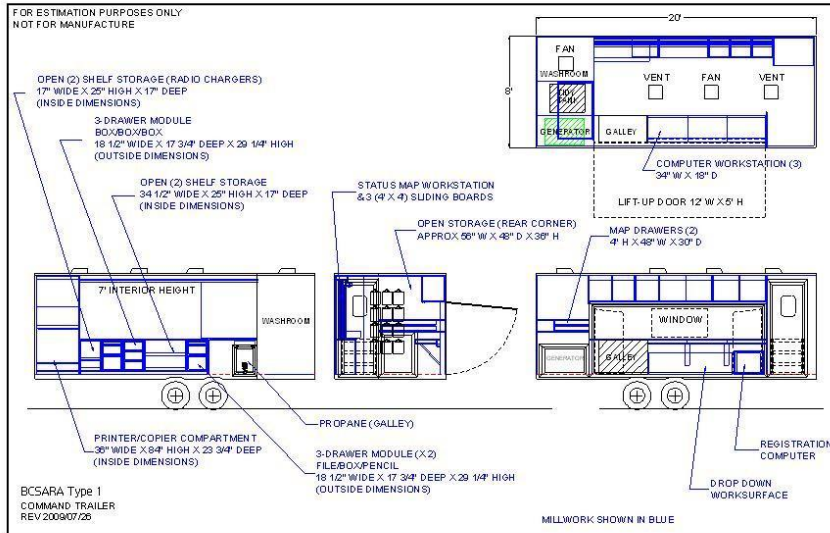 FOR ESTIMATION PURPOSES ONLY
NOT FOR MANUFACTURE
20'
8'
FAN
WASHROOM
VENT
FAN
VENT
TANK
GENERATOR
GALLEY
COMPUTER WORKSTATION (3)
34" W X 18" D
LIFT-UP DOOR 12' W X 5' H
OPEN (2) SHELF STORAGE (RADIO CHARGERS)
17" WIDE X 25" HIGH X 17" DEEP
(INSIDE DIMENSIONS)
3-DRAWER MODULE
BOX/BOX/BOX
18 1/2" WIDE X 17 3/4" DEEP X 29 1/4" HIGH
(OUTSIDE DIMENSIONS)
OPEN (2) SHELF STORAGE
34 1/2" WIDE X 25" HIGH X 17" DEEP
(INSIDE DIMENSIONS)
STATUS MAP WORKSTATION
& 3 (4' X 4') SLIDING BOARDS
OPEN STORAGE (REAR CORNER)
APPROX 56" W X 48" D X 36" H
MAP DRAWERS (2)
4" H X 48" W X 30" D
7' INTERIOR HEIGHT
WASHROOM
WINDOW
GENERATOR
GALLEY
PROPANE (GALLEY)
PRINTER/COPIER COMPARTMENT
36" WIDE X 84" HIGH X 23 3/4" DEEP
(INSIDE DIMENSIONS)
3-DRAWER MODULE (X 2)
FILE/BOX/PENCIL
18 1/2" WIDE X 17 3/4" DEEP X 29 1/4" HIGH
(OUTSIDE DIMENSIONS)
REGISTRATION
COMPUTER
DROP DOWN
WORKSURFACE
BCSARA Type 1
COMMAND TRAILER
REV 2009/07/26
MILLWORK SHOWN IN BLUE